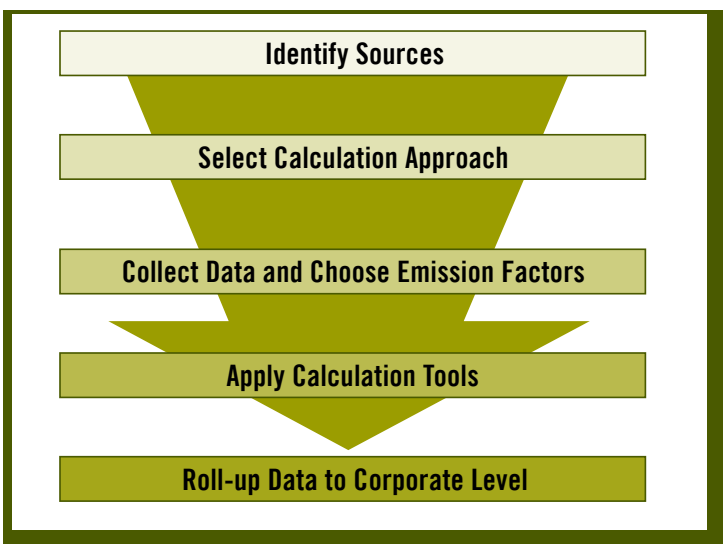 Identify Sources
Select Calculation Approach
Collect Data and Choose Emission Factors
Apply Calculation Tools
Roll-up Data to Corporate Level